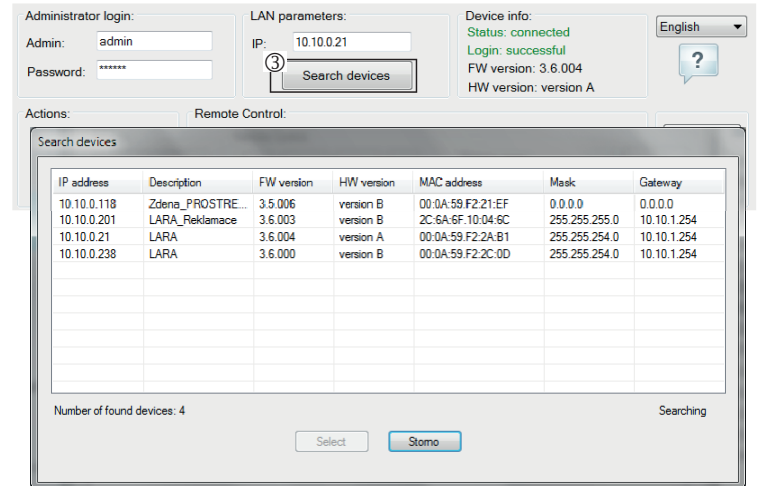 Administrator login:
Admin: admin
Password: ******
LAN parameters:
IP: 10.10.0.21
③
Search devices
Device info:
Status: connected
Login: successful
FW version: 3.6.004
HW version: version A
English
?
Actions:
Remote Control:
Search devices
IP address Description FW version HW version MAC address Mask Gateway
10.10.0.118 Zdena_PROSTRE... 3.5.006 version B 00:0A:59:F2:21:EF 0.0.0.0 0.0.0.0
10.10.0.201 LARA_Reklamace 3.6.003 version B 2C:6A:6F:10:04:6C 255.255.255.0 10.10.1.254
10.10.0.21 LARA 3.6.004 version A 00:0A:59:F2:2A:B1 255.255.254.0 10.10.1.254
10.10.0.238 LARA 3.6.000 version B 00:0A:59:F2:2C:0D 255.255.254.0 10.10.1.254
Number of found devices: 4
Searching
Select
Storno